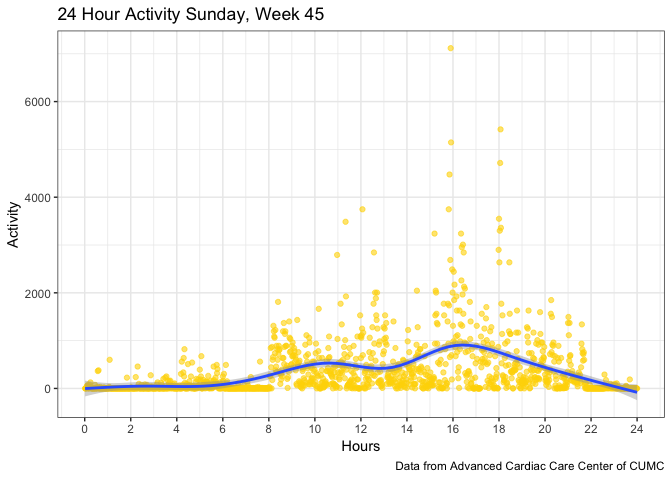 24 Hour Activity Sunday, Week 45
Activity
6000
4000
2000
0
0 2 4 6 8 10 12 14 16 18 20 22 24
Hours
Data from Advanced Cardiac Care Center of CUMC